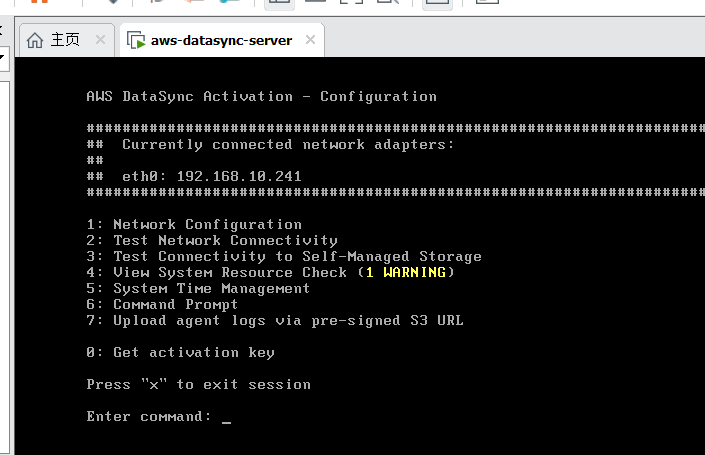 主页
aws-datasync-server
AWS DataSync Activation - Configuration
###################################################################
## Currently connected network adapters:
##
## eth0: 192.168.10.241
###################################################################
1: Network Configuration
2: Test Network Connectivity
3: Test Connectivity to Self-Managed Storage
4: View System Resource Check (1 WARNING)
5: System Time Management
6: Command Prompt
7: Upload agent logs via pre-signed S3 URL
0: Get activation key
Press "x" to exit session
Enter command: _